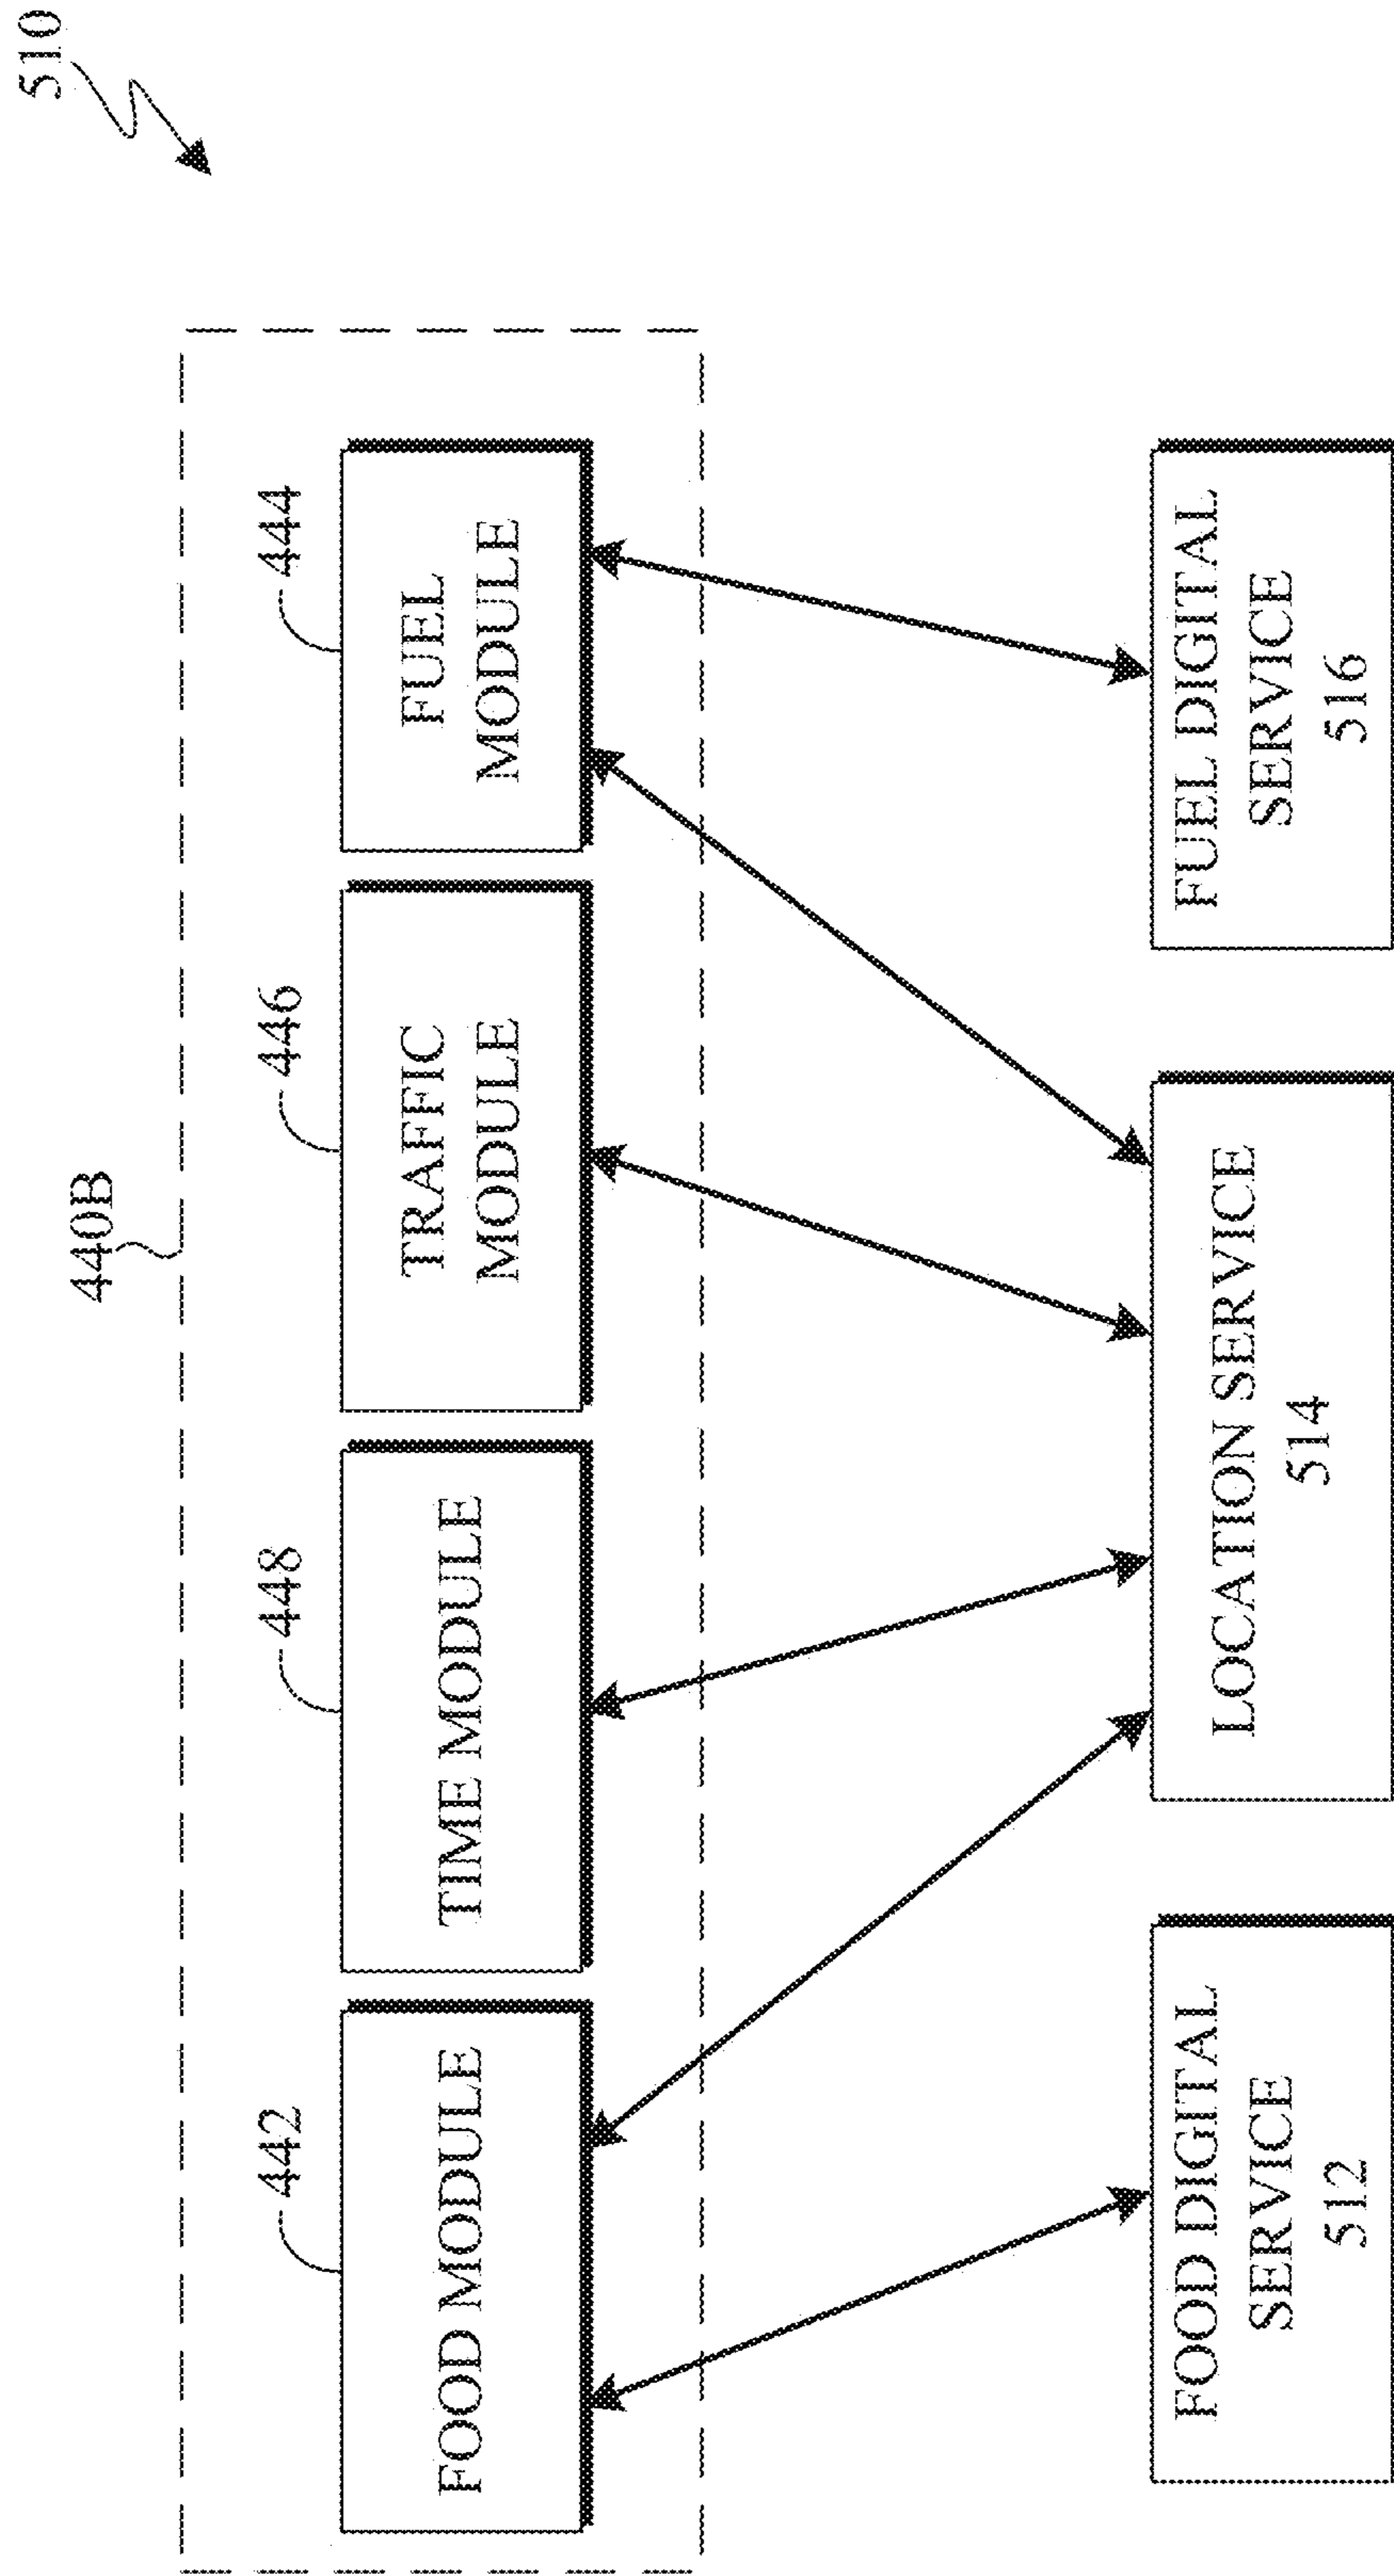 510
440B
442
448
446
444
FOOD MODULE
TIME MODULE
TRAFFIC
MODULE
FUEL
MODULE
FOOD DIGITAL
SERVICE
512
LOCATION SERVICE
514
FUEL DIGITAL
SERVICE
516